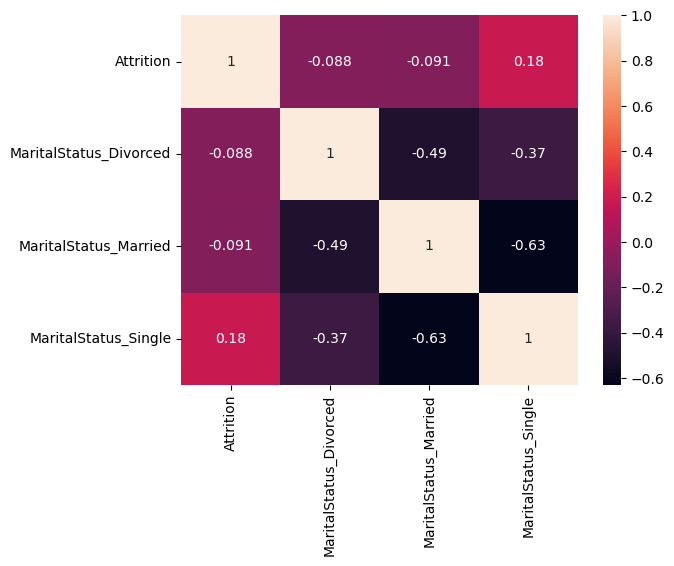 Attrition 1 -0.088 -0.091 0.18
MaritalStatus_Divorced -0.088 1 -0.49 -0.37
MaritalStatus_Married -0.091 -0.49 1 -0.63
MaritalStatus_Single 0.18 -0.37 -0.63 1
Attrition
MaritalStatus_Divorced
MaritalStatus_Married
MaritalStatus_Single
1.0
0.8
0.6
0.4
0.2
0.0
-0.2
-0.4
-0.6